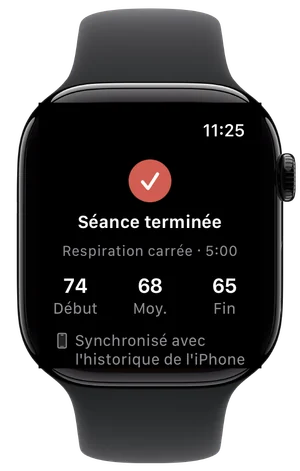 11:25
Séance terminée
Respiration carrée · 5:00
74 68 65
Début Moy. Fin
Synchronisé avec
l'historique de l'iPhone